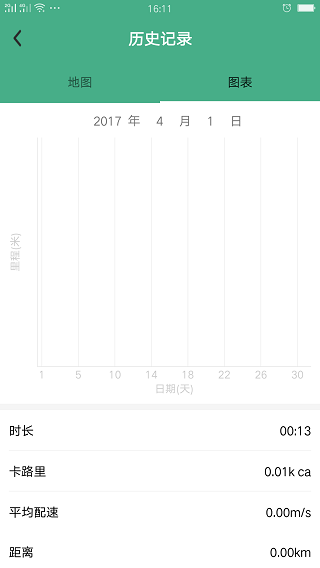 16:11
历史记录
地图
图表
2017 年 4 月 1 日
里程(米)
1 5 10 14 18 22 26 30
日期(天)
时长 00:13
卡路里 0.01k ca
平均配速 0.00m/s
距离 0.00km